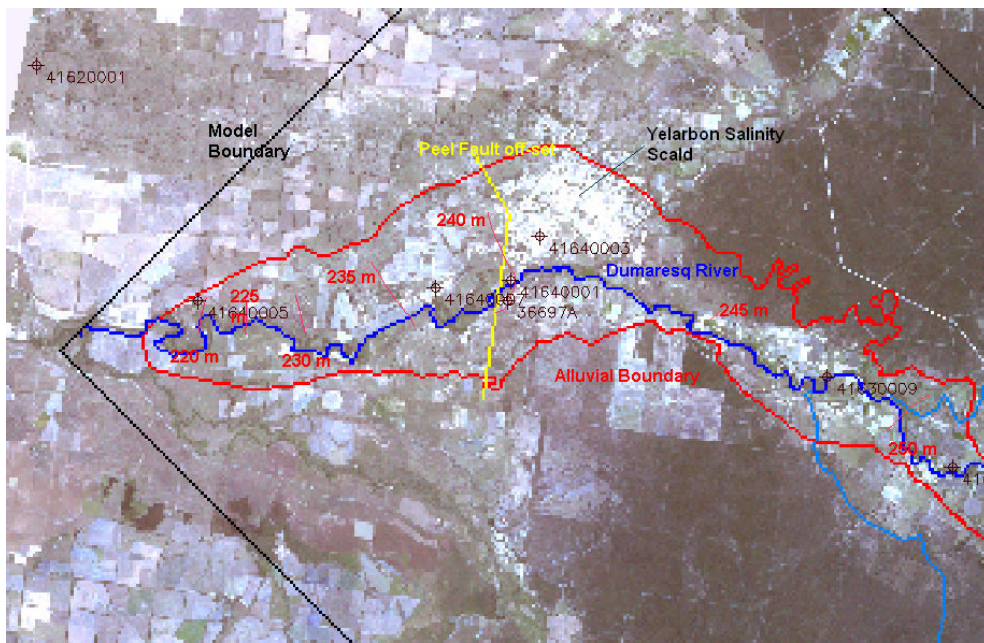 41620001
Model
Boundary
Yelarbon Salinity
Scald
Peel Fault off-set
240 m
41640003
235 m
Dumaresq River
41640001
225
m
41640005
36697A
245 m
230 m
220 m
Alluvial Boundary
250 m